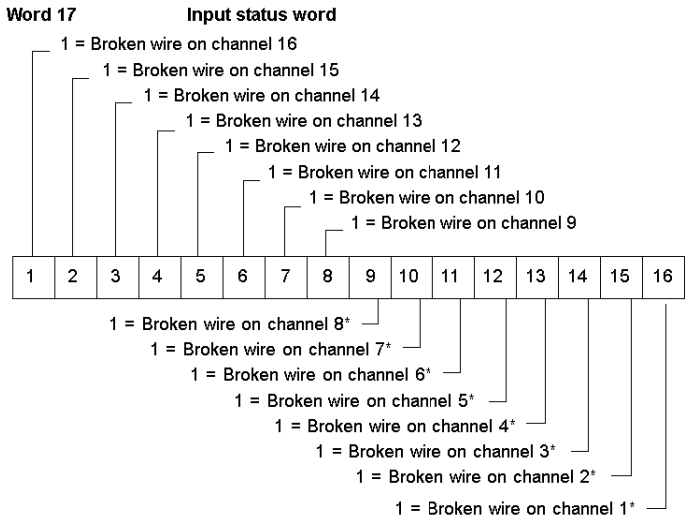 Word 17 Input status word
1 = Broken wire on channel 16
1 = Broken wire on channel 15
1 = Broken wire on channel 14
1 = Broken wire on channel 13
1 = Broken wire on channel 12
1 = Broken wire on channel 11
1 = Broken wire on channel 10
1 = Broken wire on channel 9
1 2 3 4 5 6 7 8 9 10 11 12 13 14 15 16
1 = Broken wire on channel 8*
1 = Broken wire on channel 7*
1 = Broken wire on channel 6*
1 = Broken wire on channel 5*
1 = Broken wire on channel 4*
1 = Broken wire on channel 3*
1 = Broken wire on channel 2*
1 = Broken wire on channel 1*